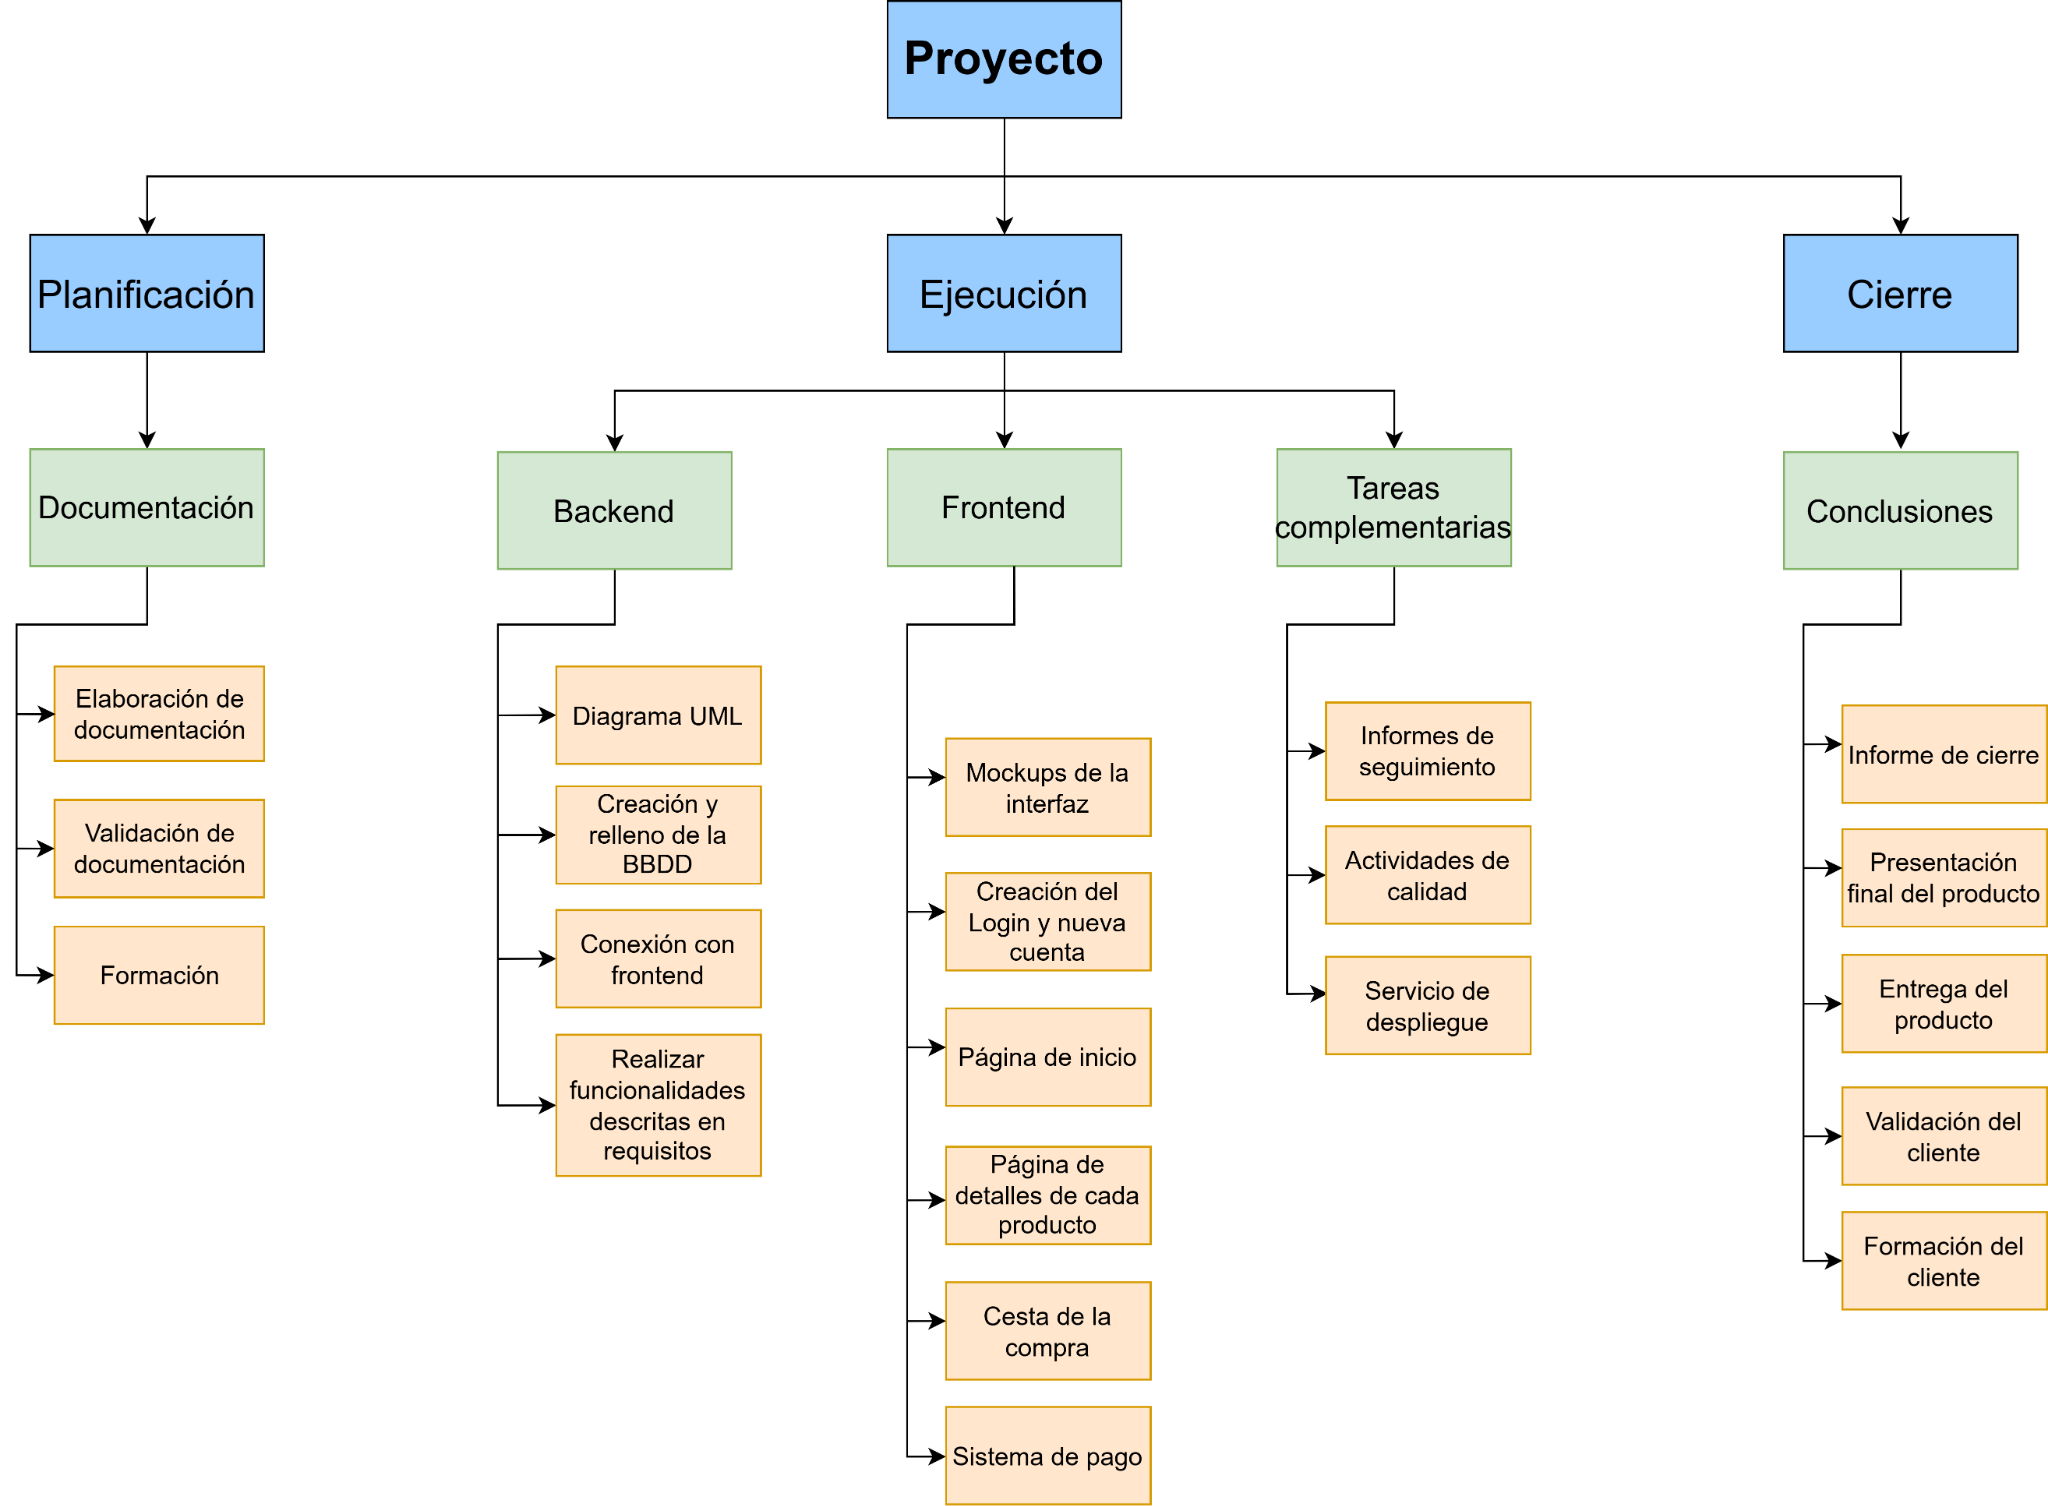 Proyecto
Planificación
Ejecución
Cierre
Documentación
Backend
Frontend
Tareas
complementarias
Conclusiones
Elaboración de
documentación
Validación de
documentación
Formación
Diagrama UML
Creación y
relleno de la
BBDD
Conexión con
frontend
Realizar
funcionalidades
descritas en
requisitos
Mockups de la
interfaz
Creación del
Login y nueva
cuenta
Página de inicio
Página de
detalles de cada
producto
Cesta de la
compra
Sistema de pago
Informes de
seguimiento
Actividades de
calidad
Servicio de
despliegue
Informe de cierre
Presentación
final del producto
Entrega del
producto
Validación del
cliente
Formación del
cliente